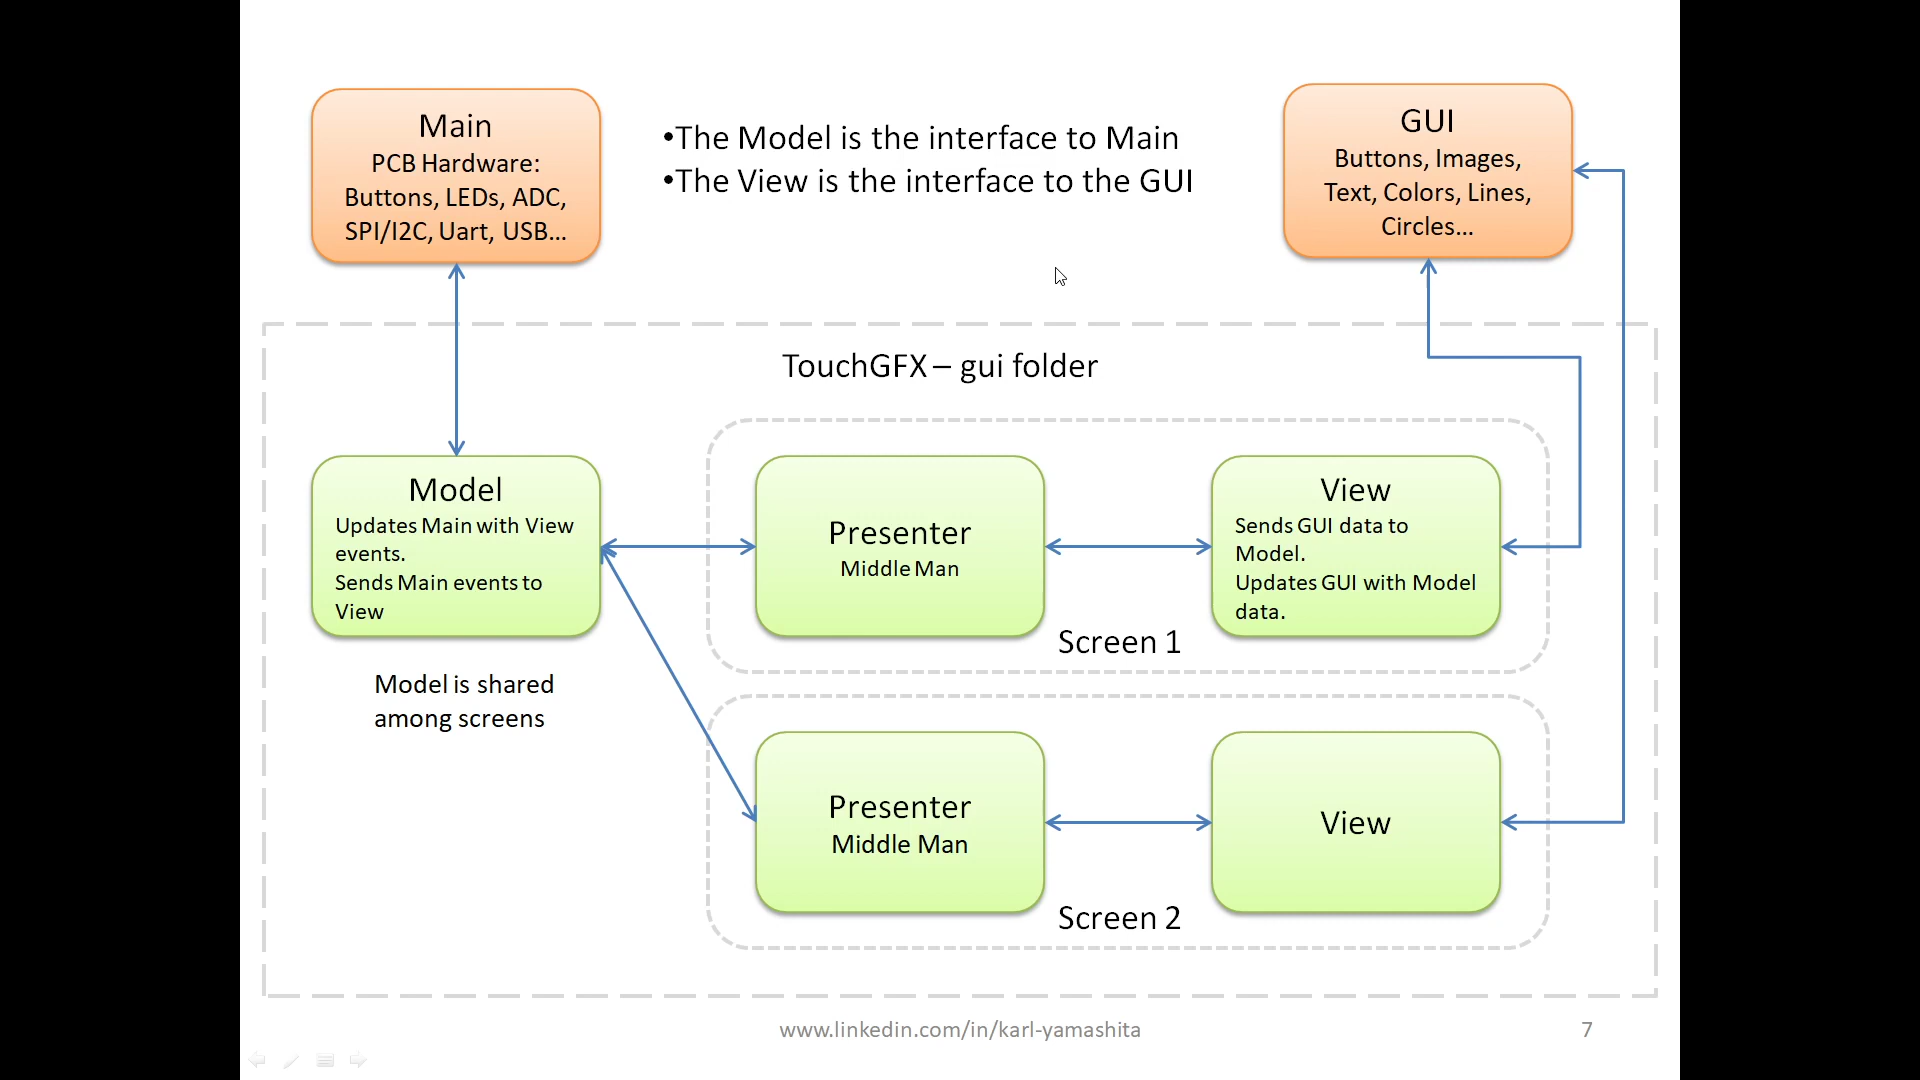 Main
PCB Hardware:
Buttons, LEDs, ADC,
SPI/I2C, Uart, USB...
•The Model is the interface to Main
•The View is the interface to the GUI
GUI
Buttons, Images,
Text, Colors, Lines,
Circles...
TouchGFX – gui folder
Model
Updates Main with View
events.
Sends Main events to
View
Presenter
Middle Man
View
Sends GUI data to
Model.
Updates GUI with Model
data.
Screen 1
Model is shared
among screens
Presenter
Middle Man
View
Screen 2
www.linkedin.com/in/karl-yamashita
7